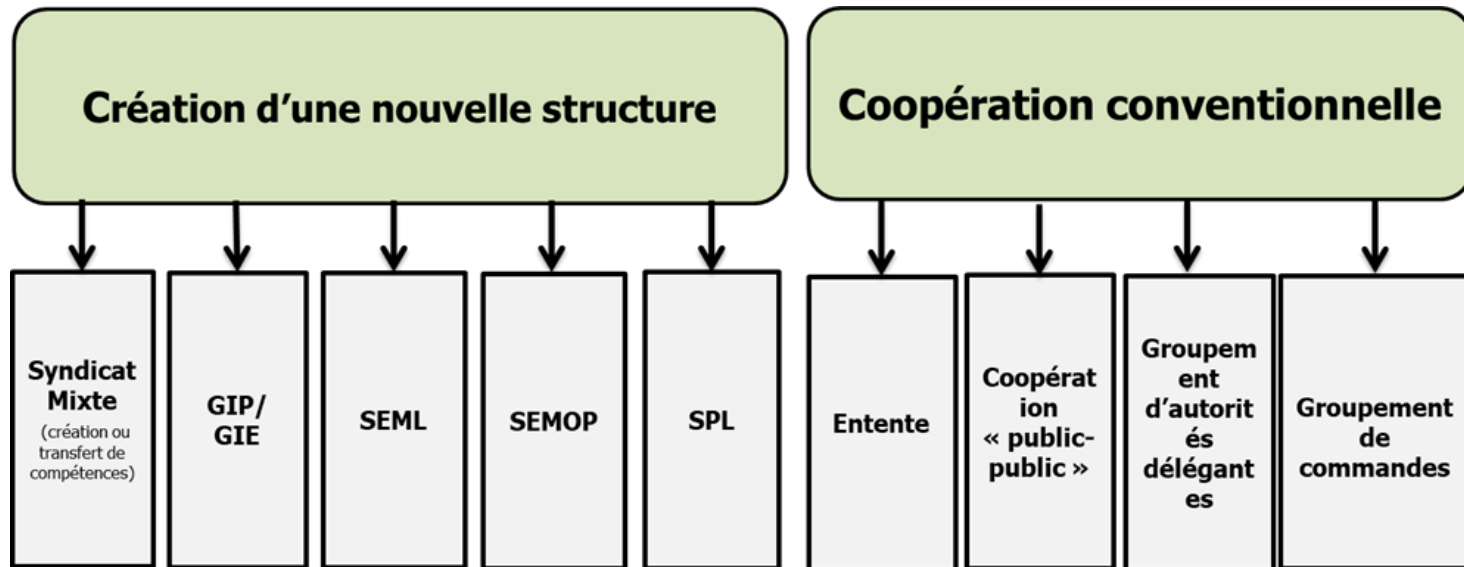 Création d’une nouvelle structure
Coopération conventionnelle
Syndicat
Mixte
(création ou
transfert de
compétences)
GIP/
GIE
SEML
SEMOP
SPL
Entente
Coopérat
ion
« public-
public »
Groupem
ent
d’autorit
és
délégant
es
Groupement
de
commandes